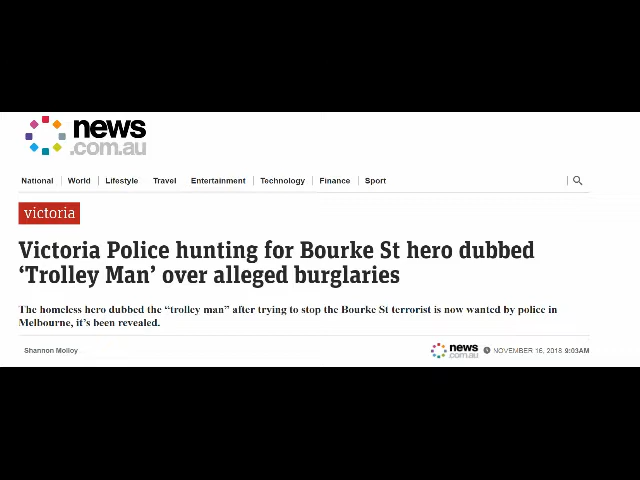 news
.com.au
National World Lifestyle Travel Entertainment Technology Finance Sport
victoria
Victoria Police hunting for Bourke St hero dubbed
‘Trolley Man’ over alleged burglaries
The homeless hero dubbed the “trolley man” after trying to stop the Bourke St terrorist is now wanted by police in
Melbourne, it’s been revealed.
Shannon Molloy
news
.com.au
NOVEMBER 16, 2018 9:03AM